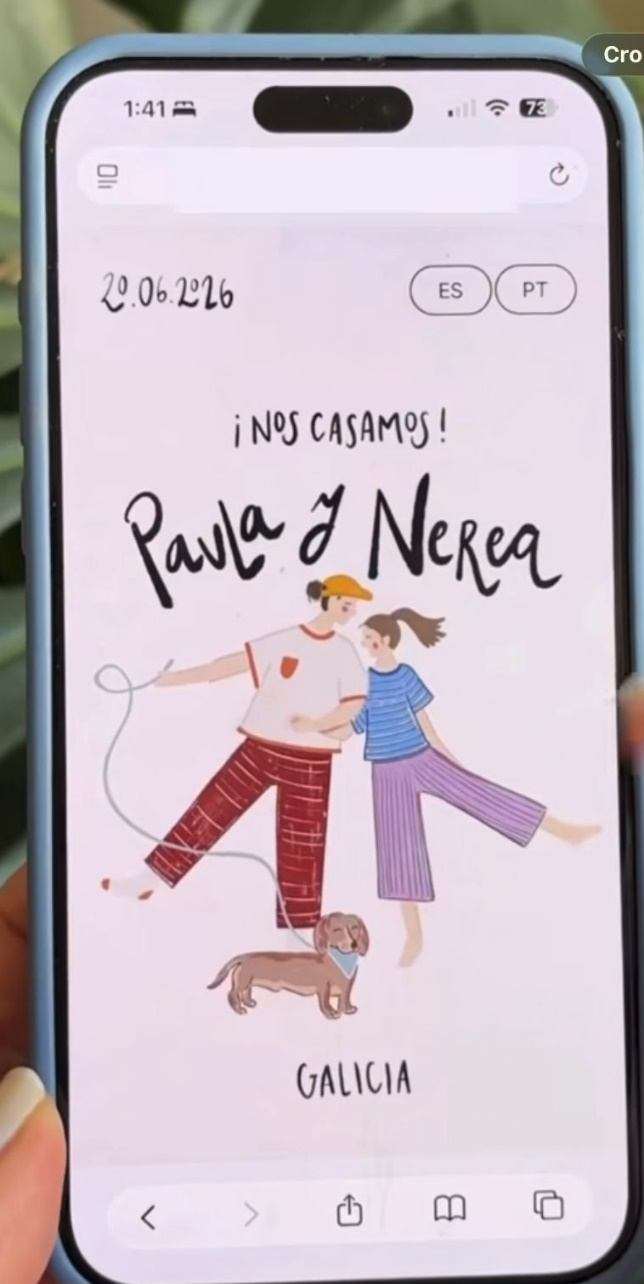 Cro
1:41
73
20.06.2026
ES PT
¡NOS CASAMOS!
Paula y Nerea
GALICIA